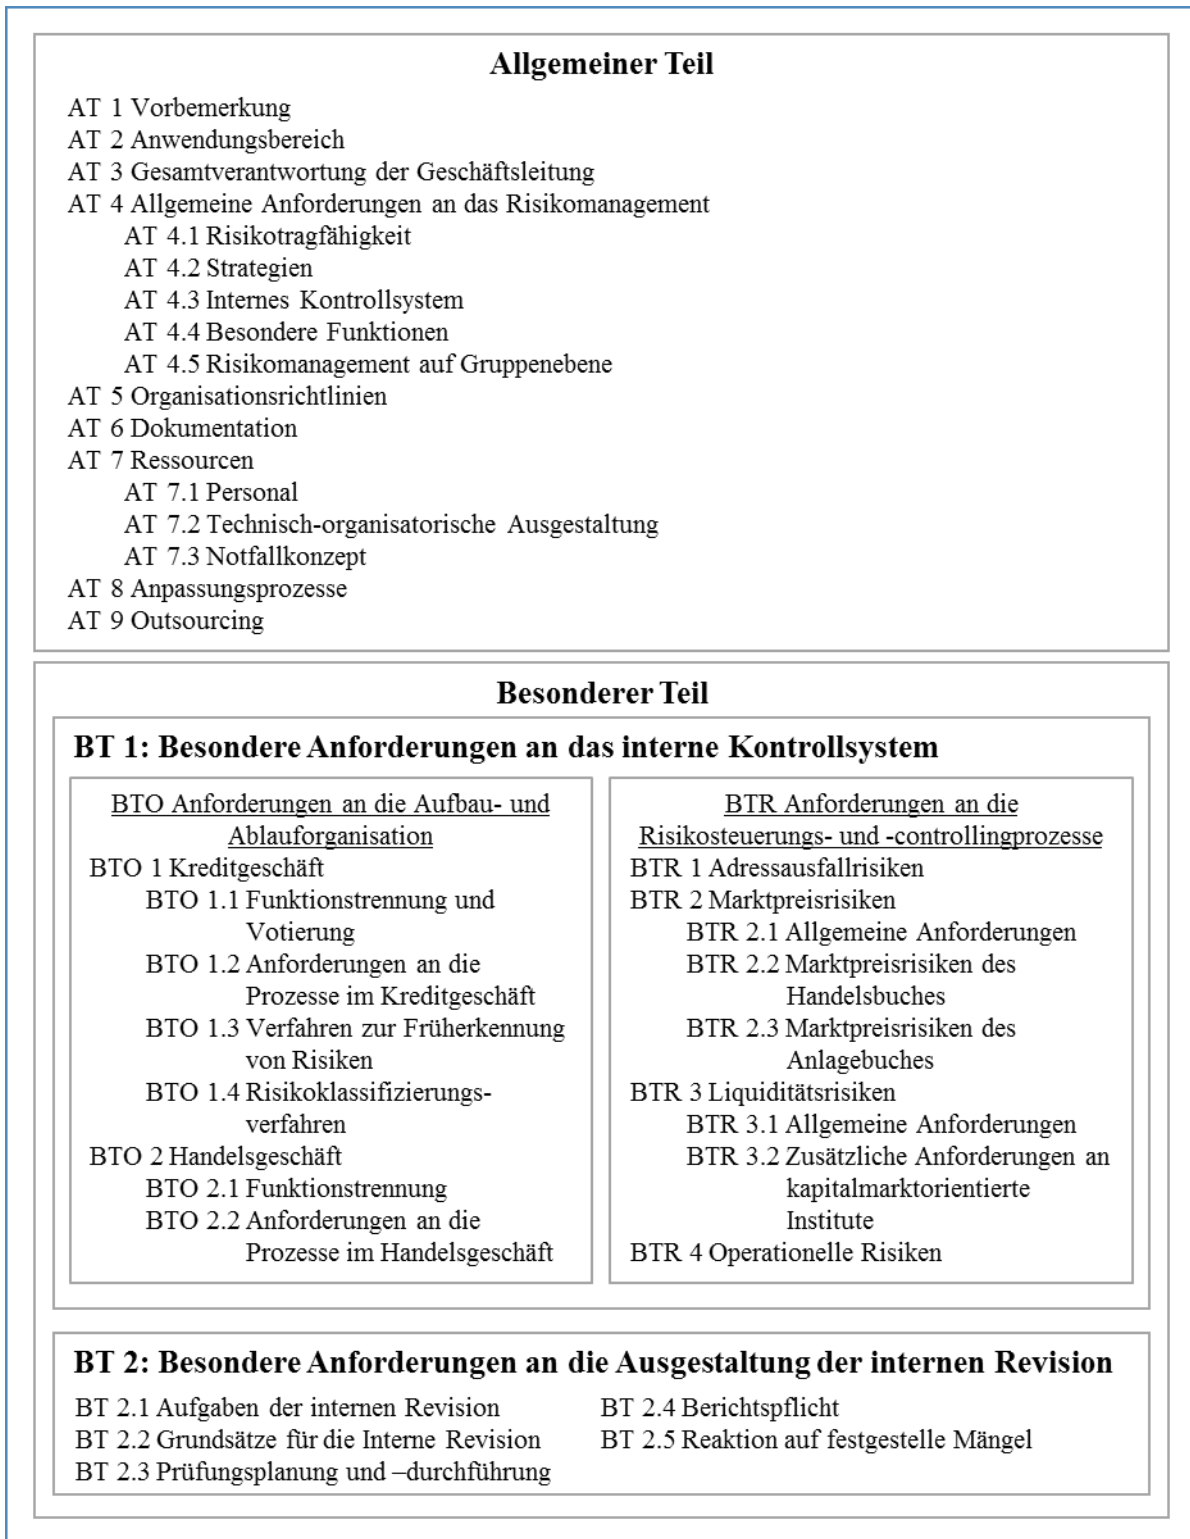 Allgemeiner Teil
AT 1 Vorbemerkung
AT 2 Anwendungsbereich
AT 3 Gesamtverantwortung der Geschäftsleitung
AT 4 Allgemeine Anforderungen an das Risikomanagement
AT 4.1 Risikotragfähigkeit
AT 4.2 Strategien
AT 4.3 Internes Kontrollsystem
AT 4.4 Besondere Funktionen
AT 4.5 Risikomanagement auf Gruppenebene
AT 5 Organisationsrichtlinien
AT 6 Dokumentation
AT 7 Ressourcen
AT 7.1 Personal
AT 7.2 Technisch-organisatorische Ausgestaltung
AT 7.3 Notfallkonzept
AT 8 Anpassungsprozesse
AT 9 Outsourcing
Besonderer Teil
BT 1: Besondere Anforderungen an das interne Kontrollsystem
BTO Anforderungen an die Aufbau- und
Ablauforganisation
BTO 1 Kreditgeschäft
BTO 1.1 Funktionstrennung und
Votierung
BTO 1.2 Anforderungen an die
Prozesse im Kreditgeschäft
BTO 1.3 Verfahren zur Früherkennung
von Risiken
BTO 1.4 Risikoklassifizierungs-
verfahren
BTO 2 Handelsgeschäft
BTO 2.1 Funktionstrennung
BTO 2.2 Anforderungen an die
Prozesse im Handelsgeschäft
BTR Anforderungen an die
Risikosteuerungs- und -controllingprozesse
BTR 1 Adressausfallrisiken
BTR 2 Marktpreisrisiken
BTR 2.1 Allgemeine Anforderungen
BTR 2.2 Marktpreisrisiken des
Handelsbuches
BTR 2.3 Marktpreisrisiken des
Anlagebuches
BTR 3 Liquiditätsrisiken
BTR 3.1 Allgemeine Anforderungen
BTR 3.2 Zusätzliche Anforderungen an
kapitalmarktorientierte
Institute
BTR 4 Operationelle Risiken
BT 2: Besondere Anforderungen an die Ausgestaltung der internen Revision
BT 2.1 Aufgaben der internen Revision
BT 2.2 Grundsätze für die Interne Revision
BT 2.3 Prüfungsplanung und –durchführung
BT 2.4 Berichtspflicht
BT 2.5 Reaktion auf festgestelle Mängel